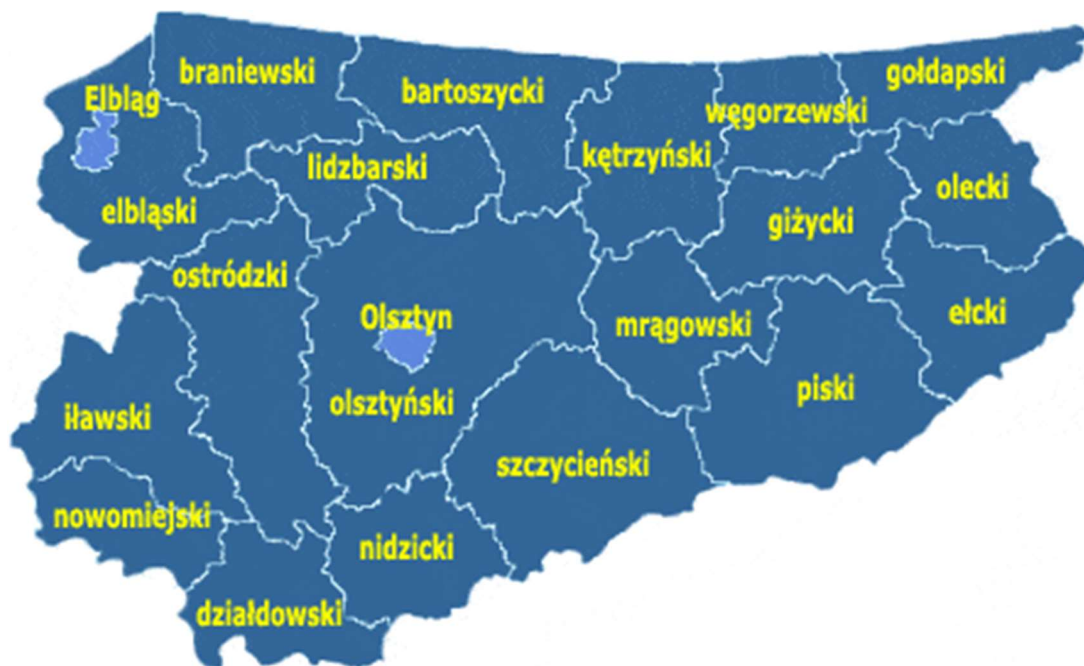 braniewski
gołdapski
Elbląg
bartoszycki
węgorzewski
kętrzyński
lidzbarski
olecki
elbląski
giżycki
ostródzki
Olsztyn
mrągowski
ełcki
piski
olsztyński
iławski
szczycieński
nowomiejski
nidzicki
działdowski